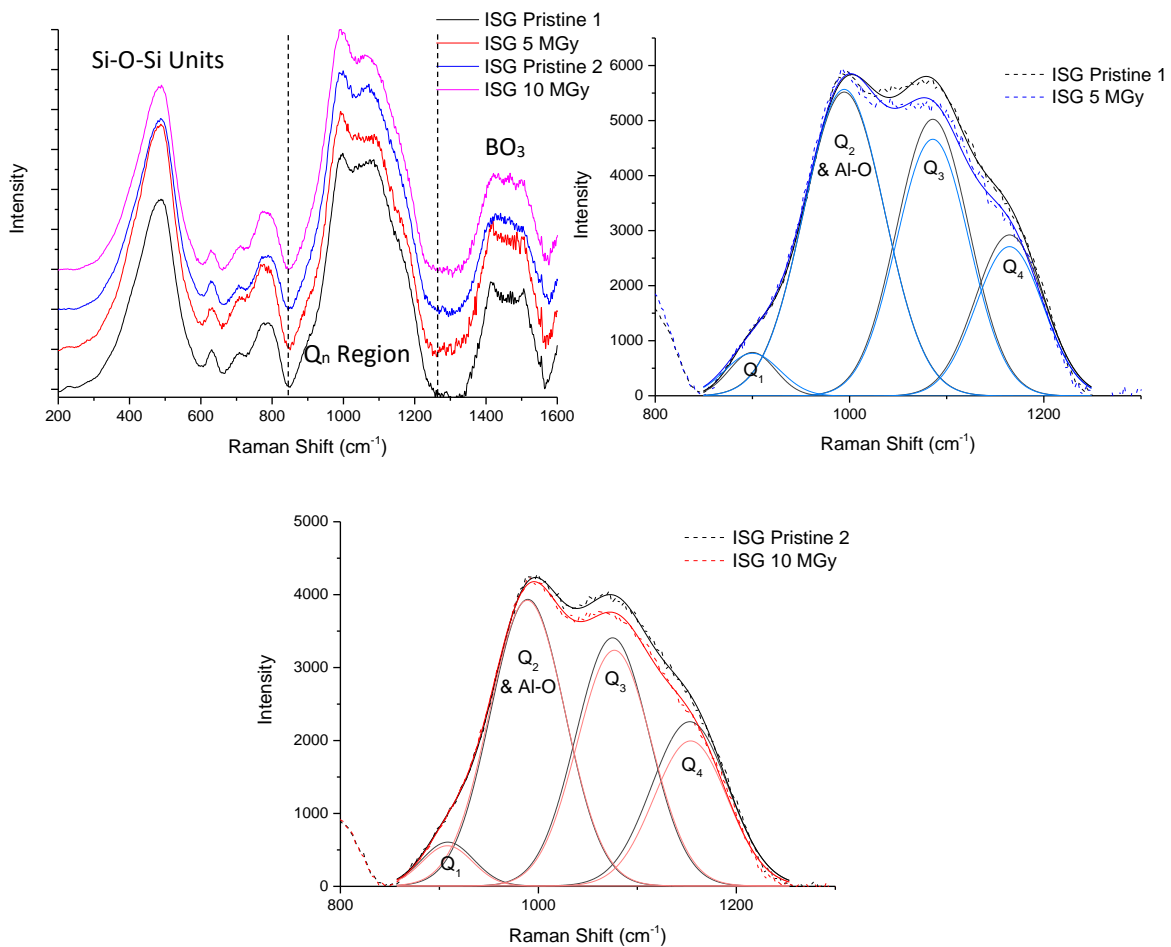 ISG Pristine 1
ISG 5 MGy
ISG Pristine 2
ISG 10 MGy
Si-O-Si Units
BO₃
Qₙ Region
Intensity
200 400 600 800 1000 1200 1400 1600
Raman Shift (cm⁻¹)
ISG Pristine 1
ISG 5 MGy
6000
5000
4000
3000
2000
1000
0
Intensity
Q₂
& Al-O
Q₃
Q₄
Q₁
800 1000 1200
Raman Shift (cm⁻¹)
ISG Pristine 2
ISG 10 MGy
5000
4000
3000
2000
1000
0
Intensity
Q₂
& Al-O
Q₃
Q₄
Q₁
800 1000 1200
Raman Shift (cm⁻¹)